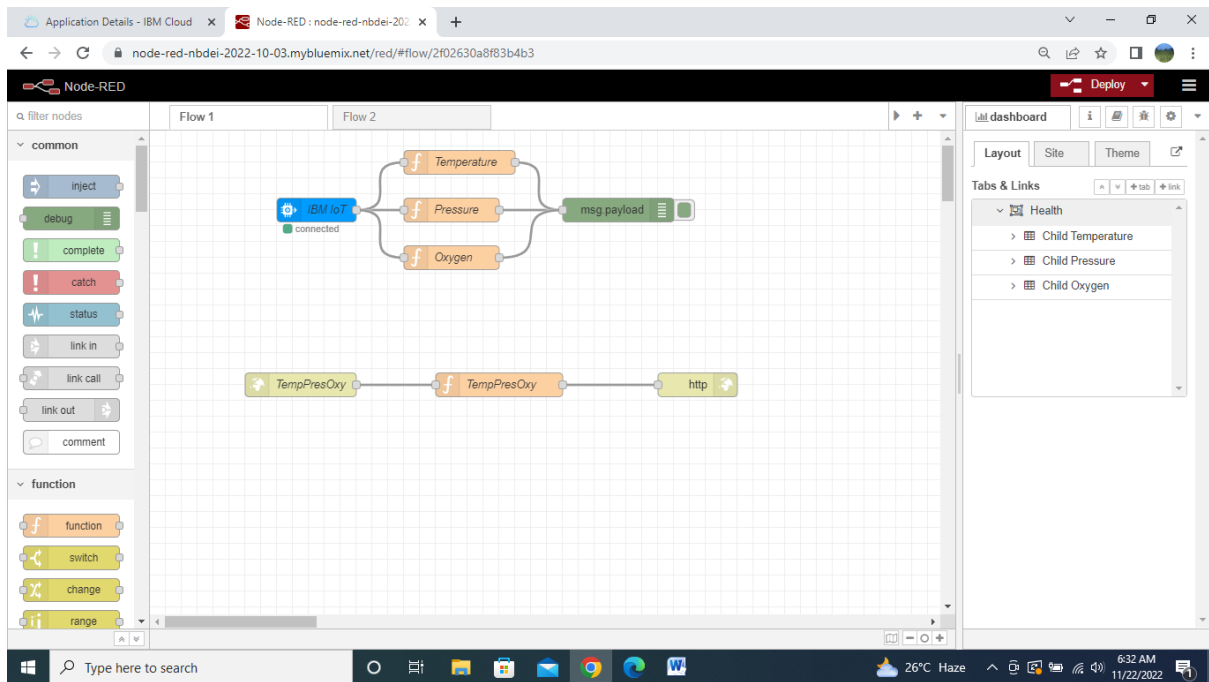 Application Details - IBM Cloud
Node-RED : node-red-nbdei-202
node-red-nbdei-2022-10-03.mybluemix.net/red/#flow/2f02630a8f83b4b3
Node-RED
Deploy
filter nodes
Flow 1
Flow 2
dashboard
i
common
inject
debug
complete
catch
status
link in
link call
link out
comment
function
function
switch
change
range
Temperature
IBM IoT
connected
Pressure
msg.payload
Oxygen
TempPresOxy
TempPresOxy
http
Layout
Site
Theme
Tabs & Links
tab
link
Health
Child Temperature
Child Pressure
Child Oxygen
Type here to search
26°C Haze
6:32 AM
11/22/2022
1